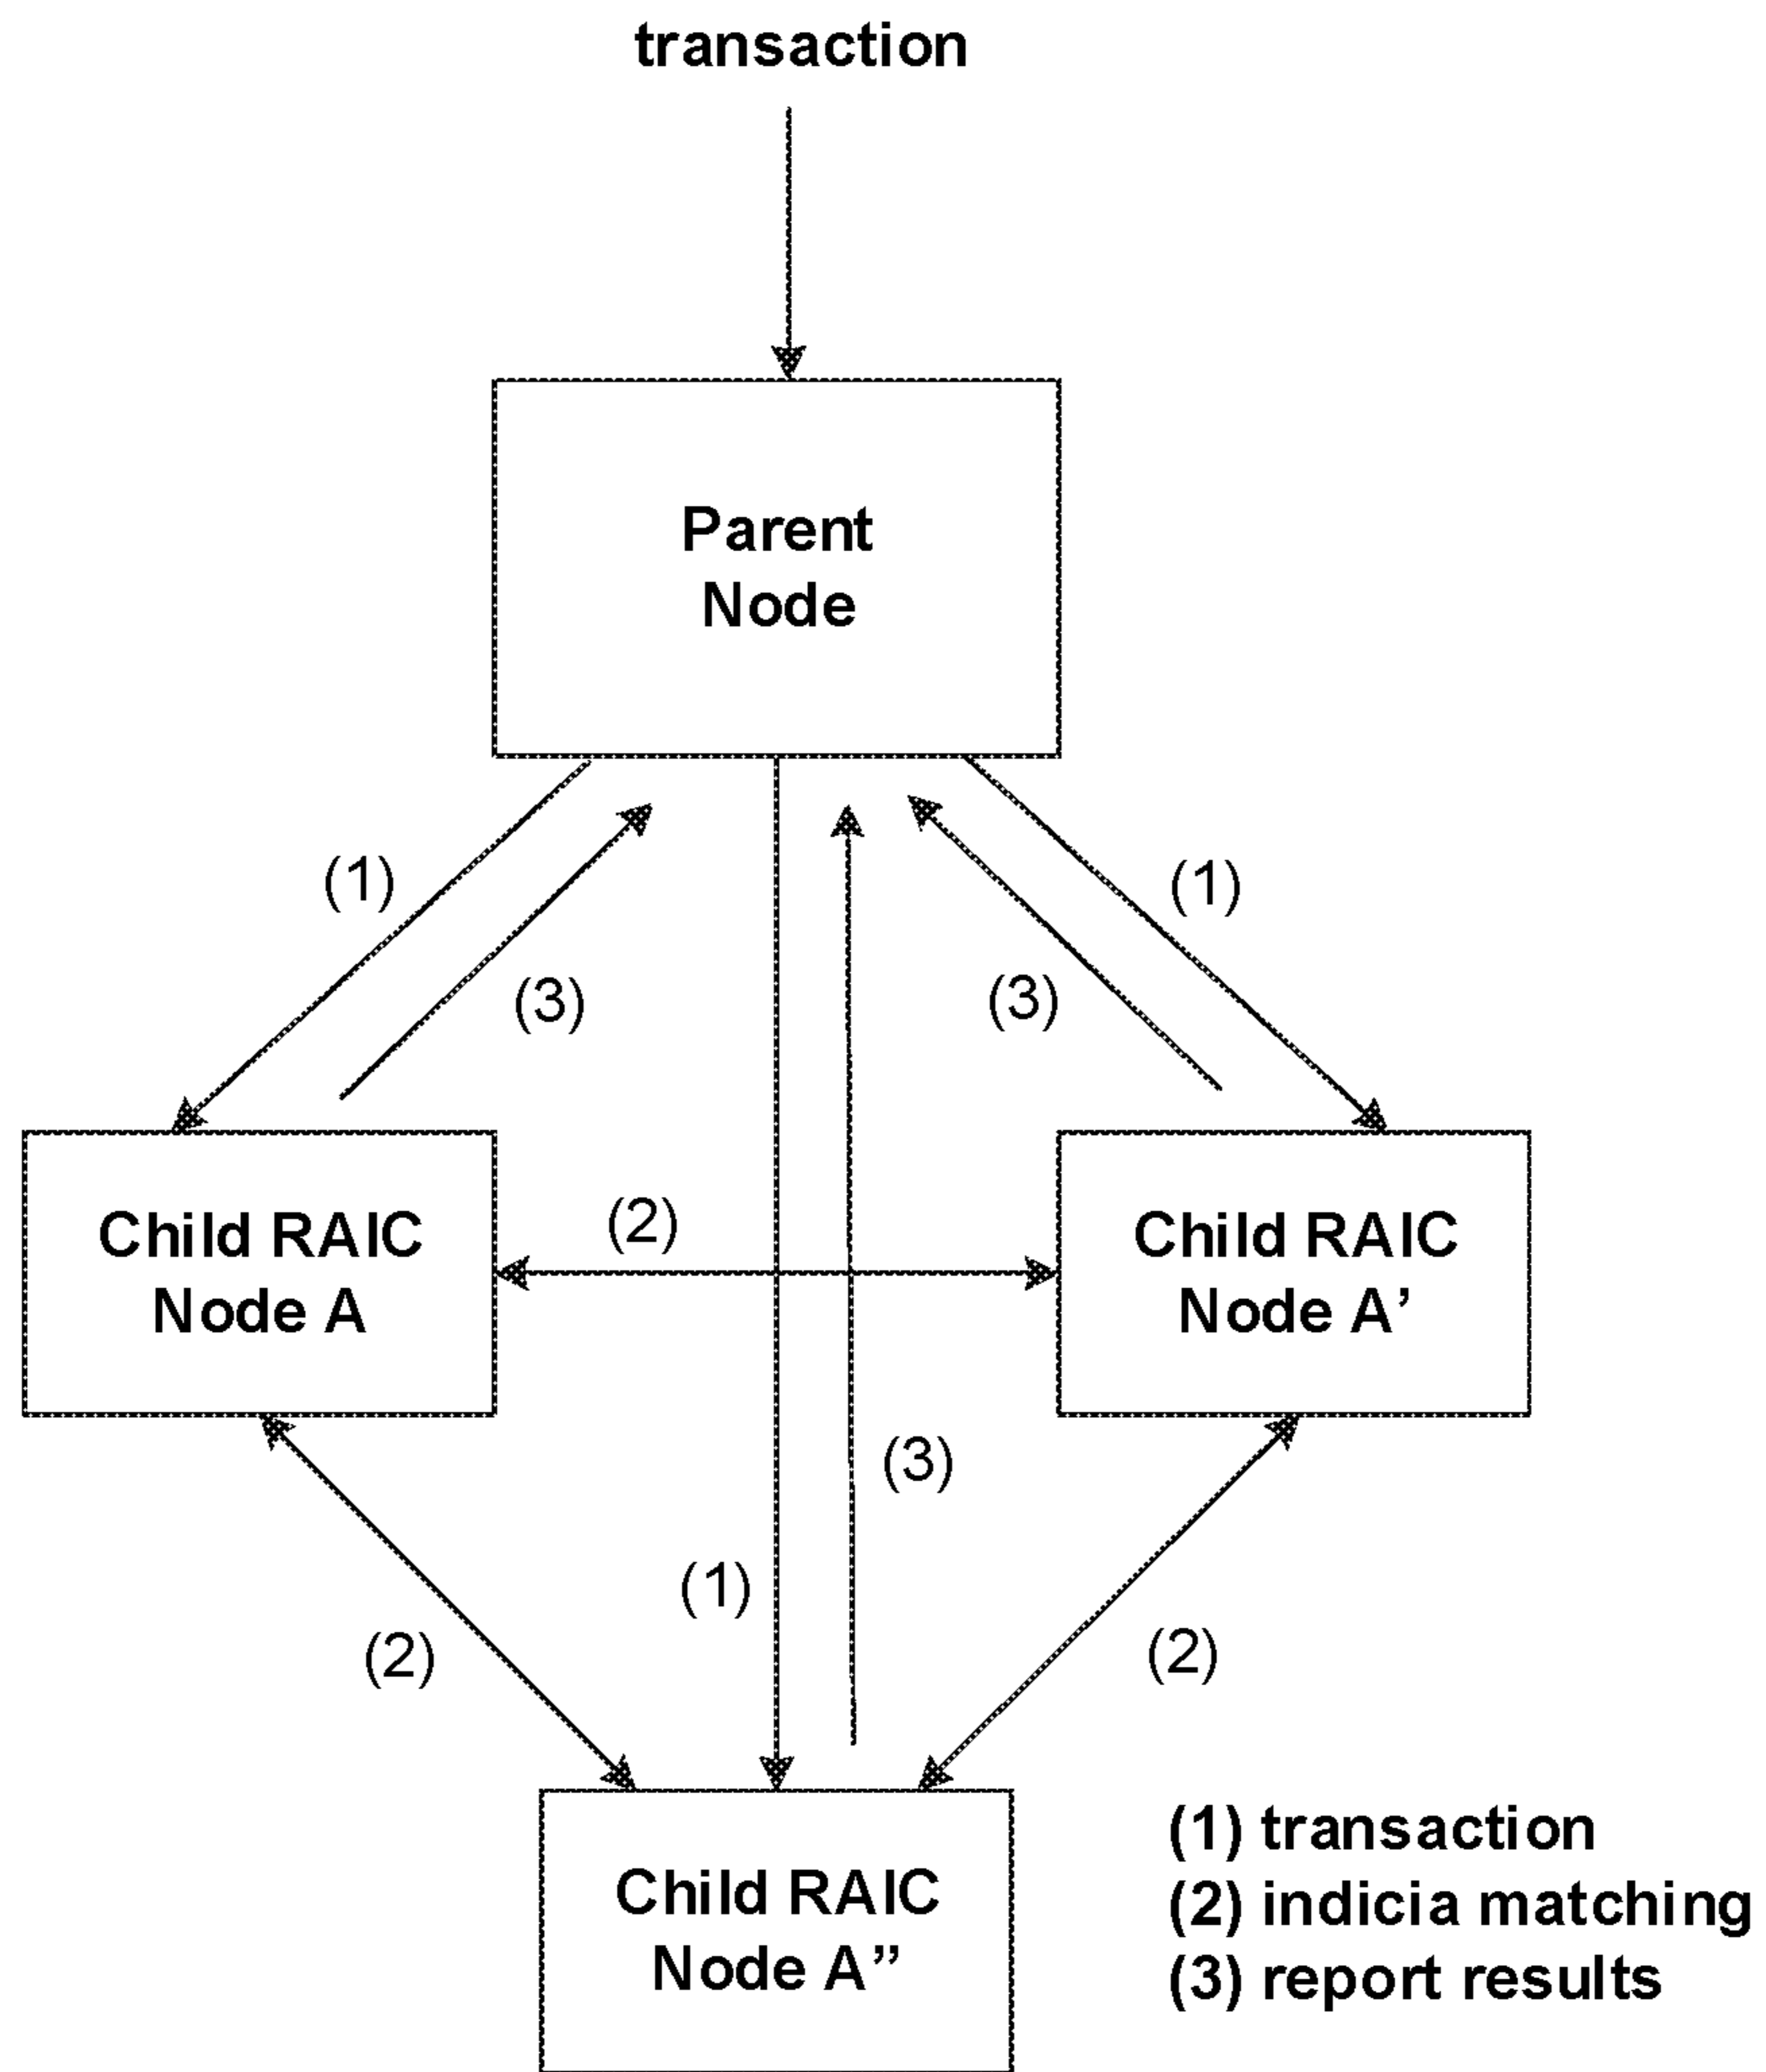 transaction
Parent
Node
(1)
(1)
(3)
(3)
Child RAIC
Node A
(2)
Child RAIC
Node A’
(3)
(1)
(2)
(2)
Child RAIC
Node A”
(1) transaction
(2) indicia matching
(3) report results